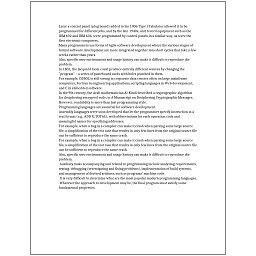 Later a control panel (plug board) added to his 1906 Type I Tabulator allowed it to be
programmed for different jobs, and by the late 1940s, unit record equipment such as the
IBM 602 and IBM 604, were programmed by control panels in a similar way, as were the
first electronic computers.
Many programmers use forms of Agile software development where the various stages of
formal software development are more integrated together into short cycles that take a few
weeks rather than years.
Also, specific user environment and usage history can make it difficult to reproduce the
problem.
In 1801, the Jacquard loom could produce entirely different weaves by changing the
"program" - a series of pasteboard cards with holes punched in them.
For example, COBOL is still strong in corporate data centers often on large mainframe
computers, Fortran in engineering applications, scripting languages in Web development,
and C in embedded software.
In the 9th century, the Arab mathematician Al-Kindi described a cryptographic algorithm
for deciphering encrypted code, in A Manuscript on Deciphering Cryptographic Messages.
However, readability is more than just programming style.
Programming languages are essential for software development.
Assembly languages were soon developed that let the programmer specify instruction in a
text format (e.g., ADD X, TOTAL), with abbreviations for each operation code and
meaningful names for specifying addresses.
For example, when a bug in a compiler can make it crash when parsing some large source
file, a simplification of the test case that results in only few lines from the original source file
can be sufficient to reproduce the same crash.
For example, when a bug in a compiler can make it crash when parsing some large source
file, a simplification of the test case that results in only few lines from the original source file
can be sufficient to reproduce the same crash.
Also, specific user environment and usage history can make it difficult to reproduce the
problem.
Auxiliary tasks accompanying and related to programming include analyzing requirements,
testing, debugging (investigating and fixing problems), implementation of build systems,
and management of derived artifacts, such as programs' machine code.
It is very difficult to determine what are the most popular modern programming languages.
Whatever the approach to development may be, the final program must satisfy some
fundamental properties.